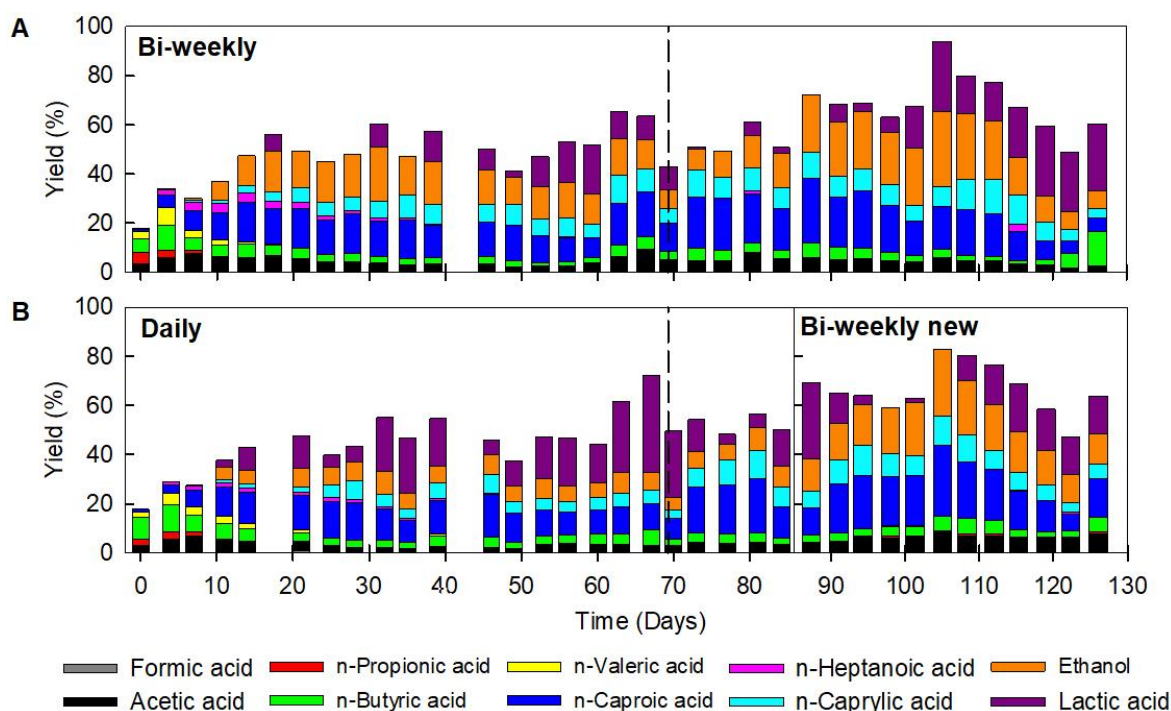 A
Bi-weekly
Yield (%)
100
80
60
40
20
0
B
Daily
Bi-weekly new
Yield (%)
100
80
60
40
20
0
0 10 20 30 40 50 60 70 80 90 100 110 120 130
Time (Days)
Formic acid n-Propionic acid n-Valeric acid n-Heptanoic acid Ethanol
Acetic acid n-Butyric acid n-Caproic acid n-Caprylic acid Lactic acid